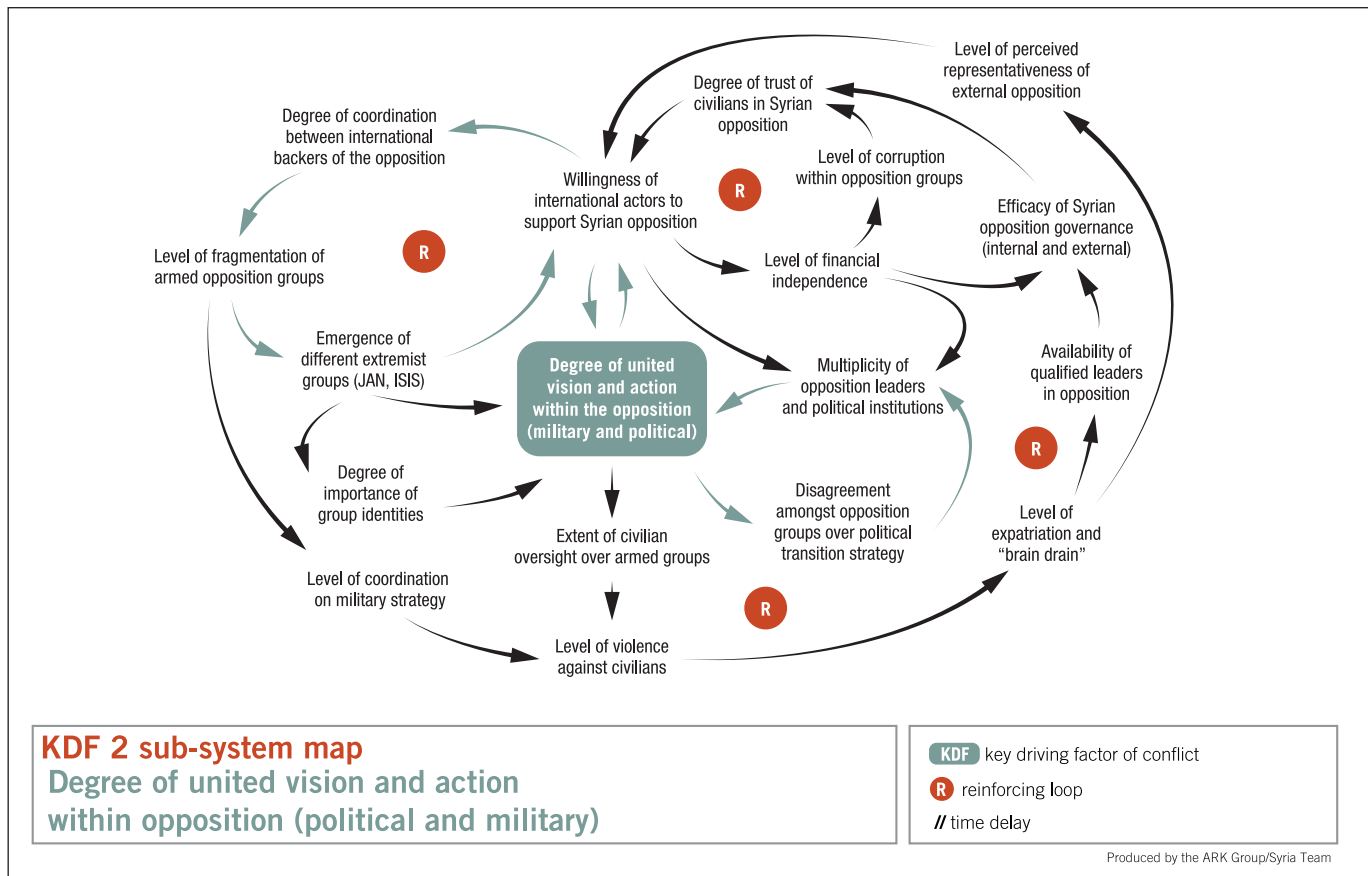 Level of perceived
representativeness of
external opposition
Degree of trust of
civilians in Syrian
opposition
Degree of coordination
between international
backers of the opposition
Level of corruption
within opposition groups
Willingness of
international actors to
support Syrian opposition
R
Efficacy of Syrian
opposition governance
(internal and external)
R
Level of fragmentation of
armed opposition groups
Level of financial
independence
Emergence of
different extremist
groups (JAN, ISIS)
Degree of united
vision and action
within the opposition
(military and political)
Multiplicity of
opposition leaders
and political institutions
Availability of
qualified leaders
in opposition
R
Degree of
importance of
group identities
Disagreement
amongst opposition
groups over political
transition strategy
Level of
expatriation and
“brain drain”
Extent of civilian
oversight over armed groups
Level of coordination
on military strategy
R
Level of violence
against civilians
KDF 2 sub-system map
Degree of united vision and action
within opposition (political and military)
KDF key driving factor of conflict
R reinforcing loop
// time delay
Produced by the ARK Group/Syria Team